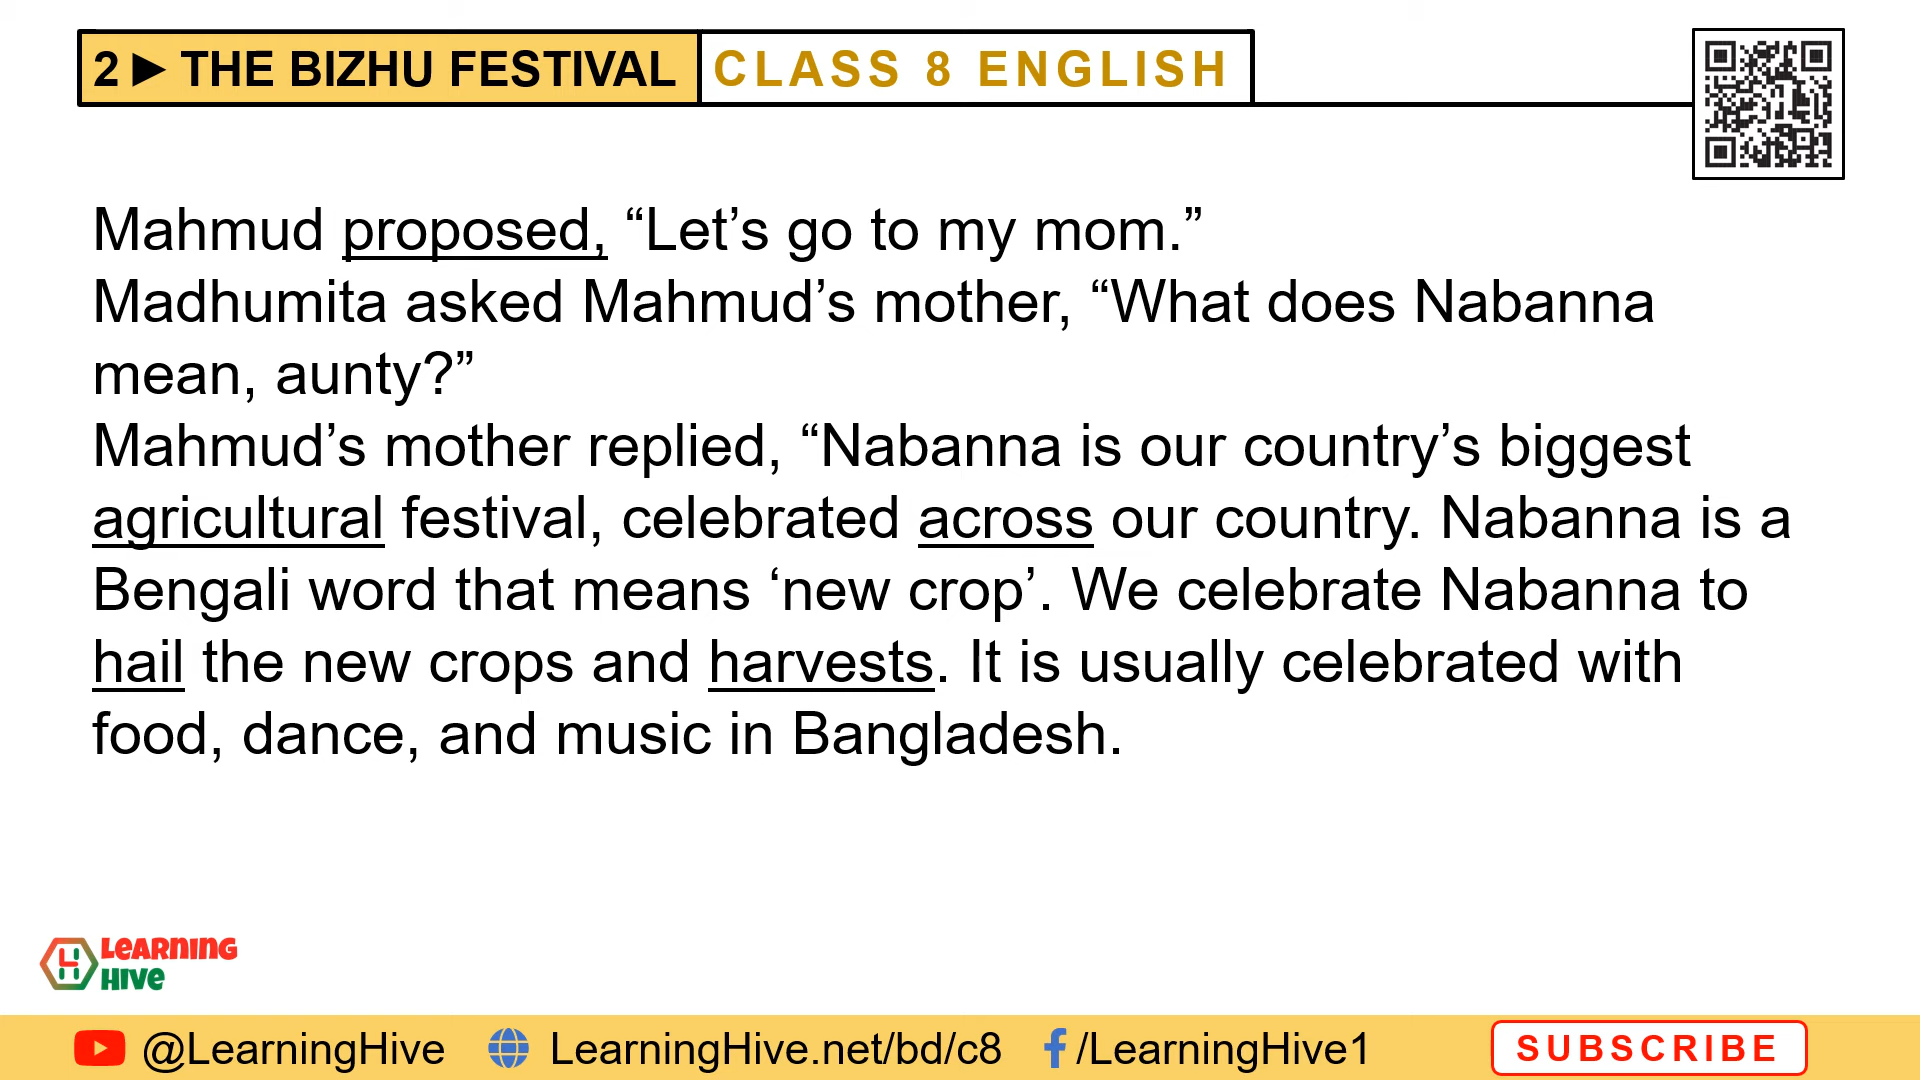 2 ▶ THE BIZHU FESTIVAL CLASS 8 ENGLISH
Mahmud proposed, “Let’s go to my mom.”
Madhumita asked Mahmud’s mother, “What does Nabanna
mean, aunty?”
Mahmud’s mother replied, “Nabanna is our country’s biggest
agricultural festival, celebrated across our country. Nabanna is a
Bengali word that means ‘new crop’. We celebrate Nabanna to
hail the new crops and harvests. It is usually celebrated with
food, dance, and music in Bangladesh.
LEARNING
HIVE
@LearningHive LearningHive.net/bd/c8 /LearningHive1 SUBSCRIBE